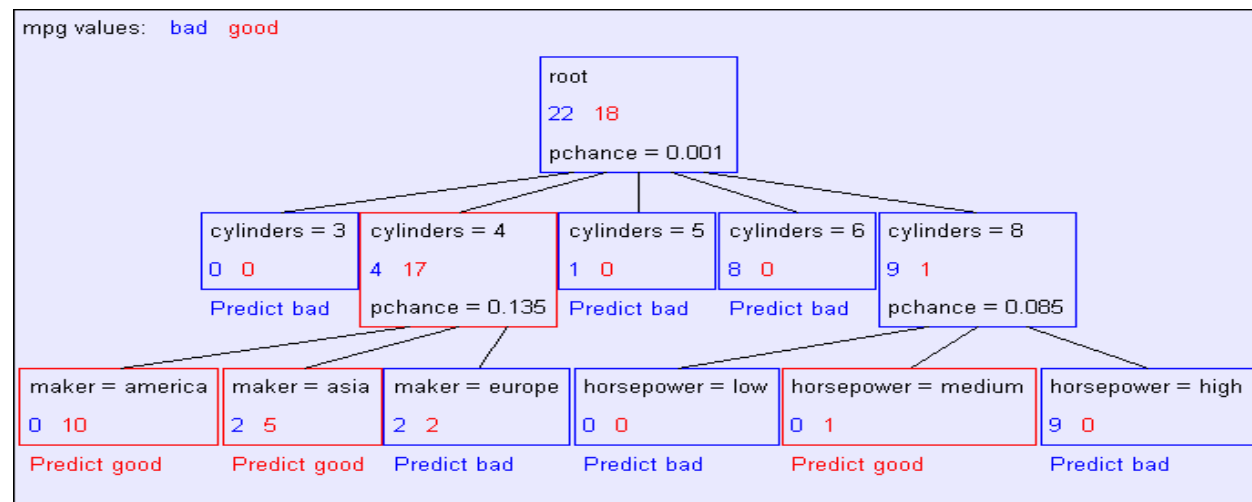 mpg values: bad good
root
22 18
pchance = 0.001
cylinders = 3 cylinders = 4 cylinders = 5 cylinders = 6 cylinders = 8
0 0 4 17 1 0 8 0 9 1
Predict bad pchance = 0.135 Predict bad Predict bad pchance = 0.085
maker = america maker = asia maker = europe horsepower = low horsepower = medium horsepower = high
0 10 2 5 2 2 0 0 0 1 9 0
Predict good Predict good Predict bad Predict bad Predict good Predict bad